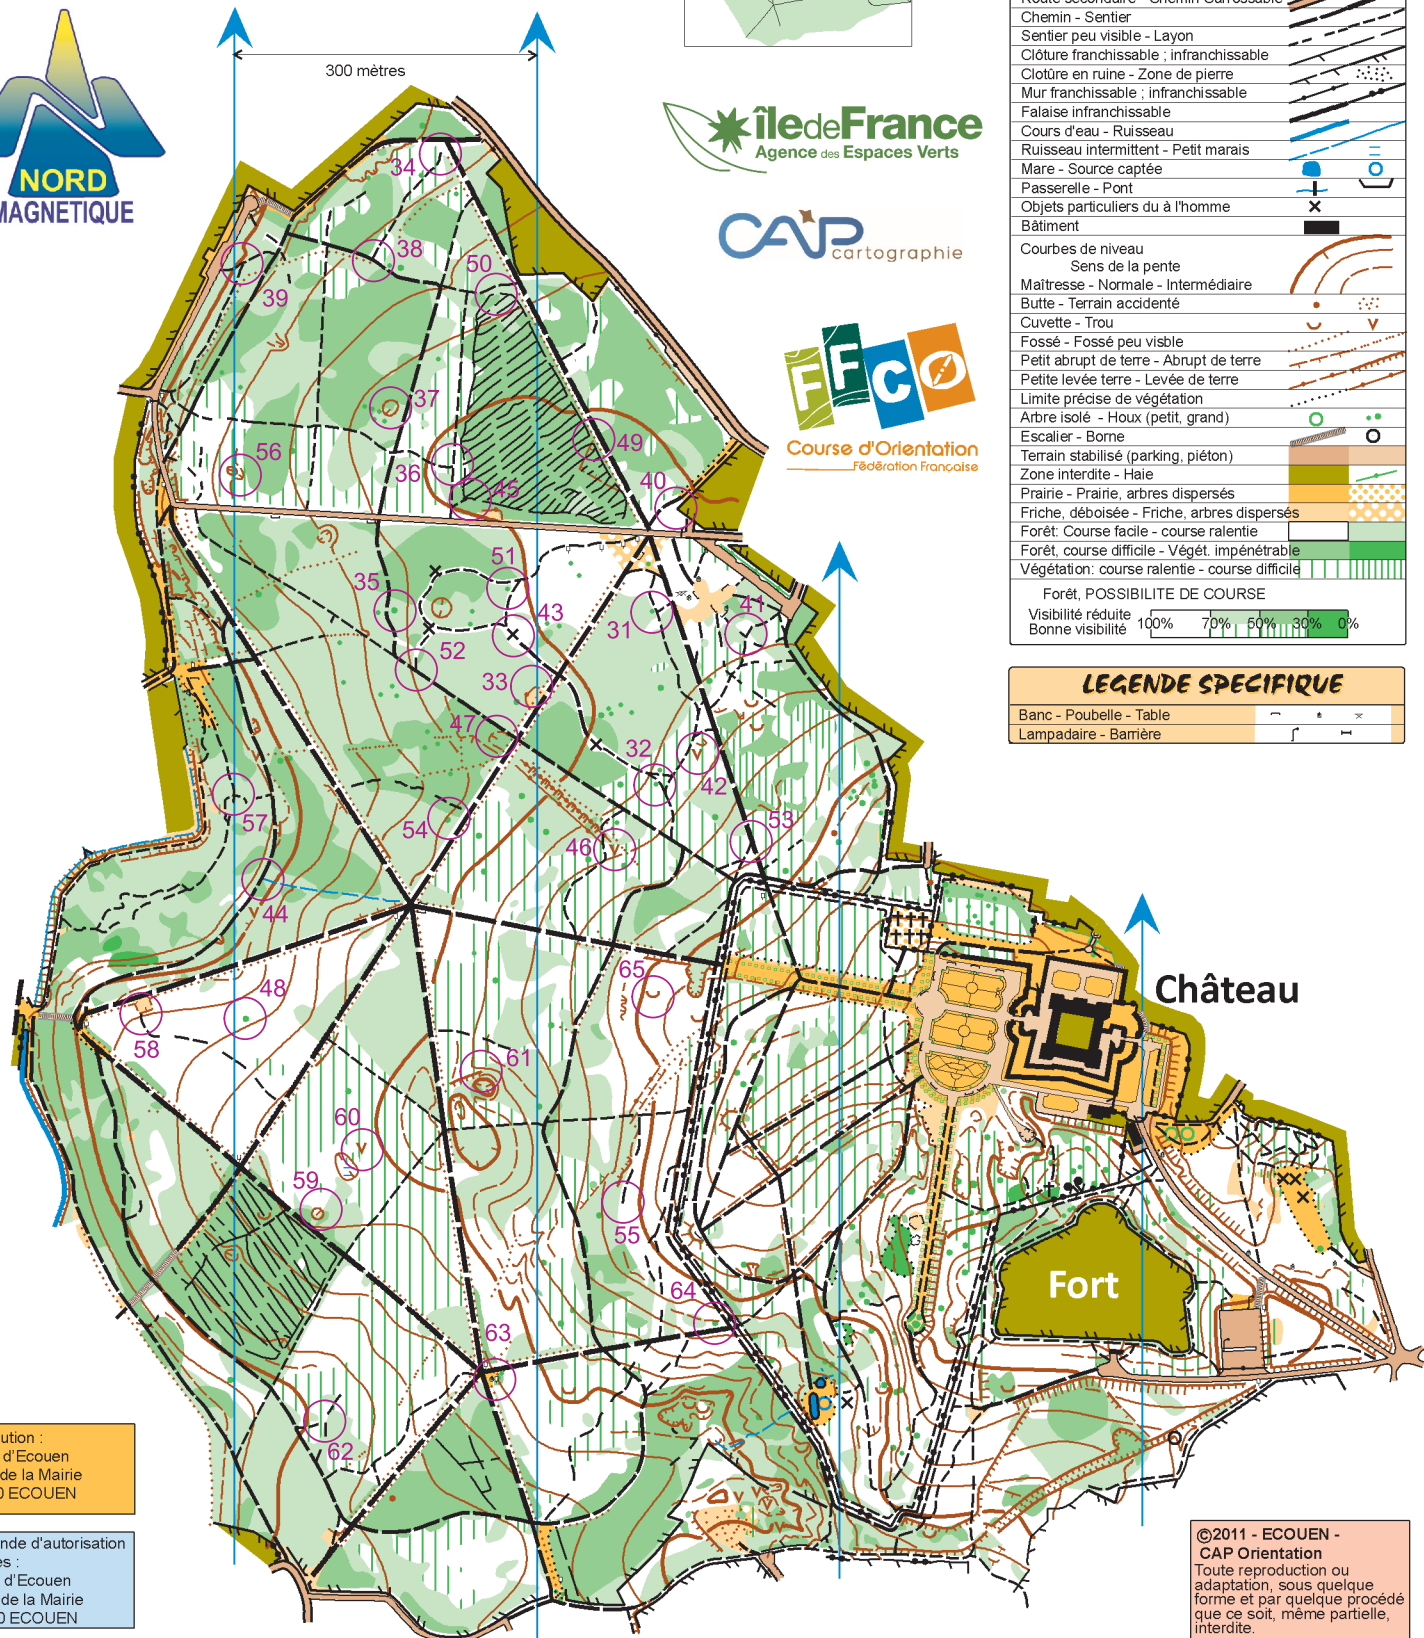 300 mètres
NORD
MAGNETIQUE
îledeFrance
Agence des Espaces Verts
CAP
cartographie
FFCO
Course d'Orientation
Fédération Française
Route secondaire - Chemin Carrossable
Chemin - Sentier
Sentier peu visible - Layon
Clôture franchissable ; infranchissable
Clotûre en ruine - Zone de pierre
Mur franchissable ; infranchissable
Falaise infranchissable
Cours d'eau - Ruisseau
Ruisseau intermittent - Petit marais
Mare - Source captée
Passerelle - Pont
Objets particuliers du à l'homme
Bâtiment
Courbes de niveau
Sens de la pente
Maîtresse - Normale - Intermédiaire
Butte - Terrain accidenté
Cuvette - Trou
Fossé - Fossé peu visble
Petit abrupt de terre - Abrupt de terre
Petite levée terre - Levée de terre
Limite précise de végétation
Arbre isolé - Houx (petit, grand)
Escalier - Borne
Terrain stabilisé (parking, piéton)
Zone interdite - Haie
Prairie - Prairie, arbres dispersés
Friche, déboisée - Friche, arbres dispersés
Forêt: Course facile - course ralentie
Forêt, course difficile - Végét. impénétrable
Végétation: course ralentie - course difficile
Forêt, POSSIBILITE DE COURSE
Visibilité réduite
Bonne visibilité
100% 70% 50% 30% 0%
LEGENDE SPECIFIQUE
Banc - Poubelle - Table
Lampadaire - Barrière
34
38
50
39
37
49
56
36
45
40
51
35
43
31
41
52
33
47
32
42
57
54
46
53
44
65
48
58
61
60
59
55
64
63
62
Château
Fort
ution :
d'Ecouen
de la Mairie
0 ECOUEN
nde d'autorisation
es :
d'Ecouen
de la Mairie
0 ECOUEN
©2011 - ECOUEN -
CAP Orientation
Toute reproduction ou
adaptation, sous quelque
forme et par quelque procédé
que ce soit, même partielle,
interdite.